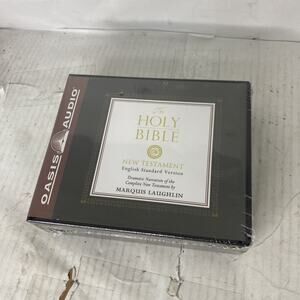 OASIS AUDIO
The
HOLY
BIBLE
NEW TESTAMENT
English Standard Version
Dramatic Narration of the
Complete New Testament by
MARQUIS LAUGHLIN